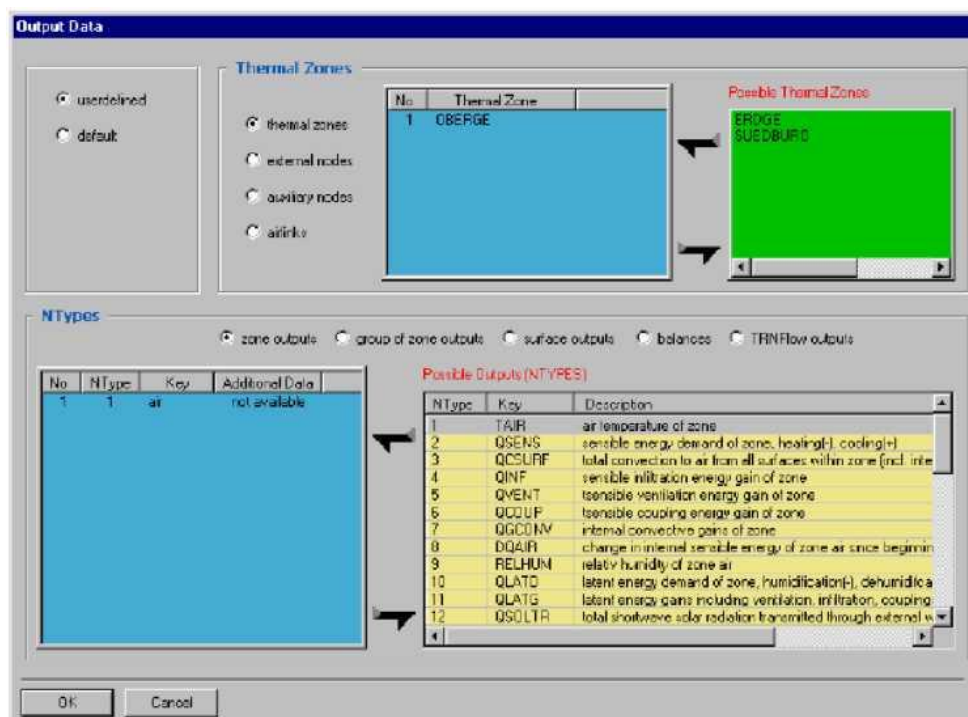 Output Data
userdefined
default
Thermal Zones
thermal zones
external nodes
auxiliary nodes
airlinks
No Thermal Zone
1 OBERGE
Possible Thermal Zones
ERDGE
SUEDBURO
NTypes
zone outputs group of zone outputs surface outputs balances TRNFlow outputs
No NType Key Additional Data
1 1 air not available
Possible Outputs (NTYPES)
NType Key Description
1 TAIR air temperature of zone
2 QSENS sensible energy demand of zone, heating(-), cooling(+)
3 QCSURF total convection to air from all surfaces within zone (incl. inte
4 QINF sensible infiltration energy gain of zone
5 QVENT tsensible ventilation energy gain of zone
6 QCOUP tsensible coupling energy gain of zone
7 QGCONV internal convective gains of zone
8 DQAIR change in internal sensible energy of zone air since beginnin
9 RELHUM relativ humidity of zone air
10 QLATD latent energy demand of zone, humidification(-), dehumidifica
11 QLATG latent energy gains including ventilation, infiltration, coupling
12 QSOLTR total shortwave solar radiation transmitted through external w
OK Cancel